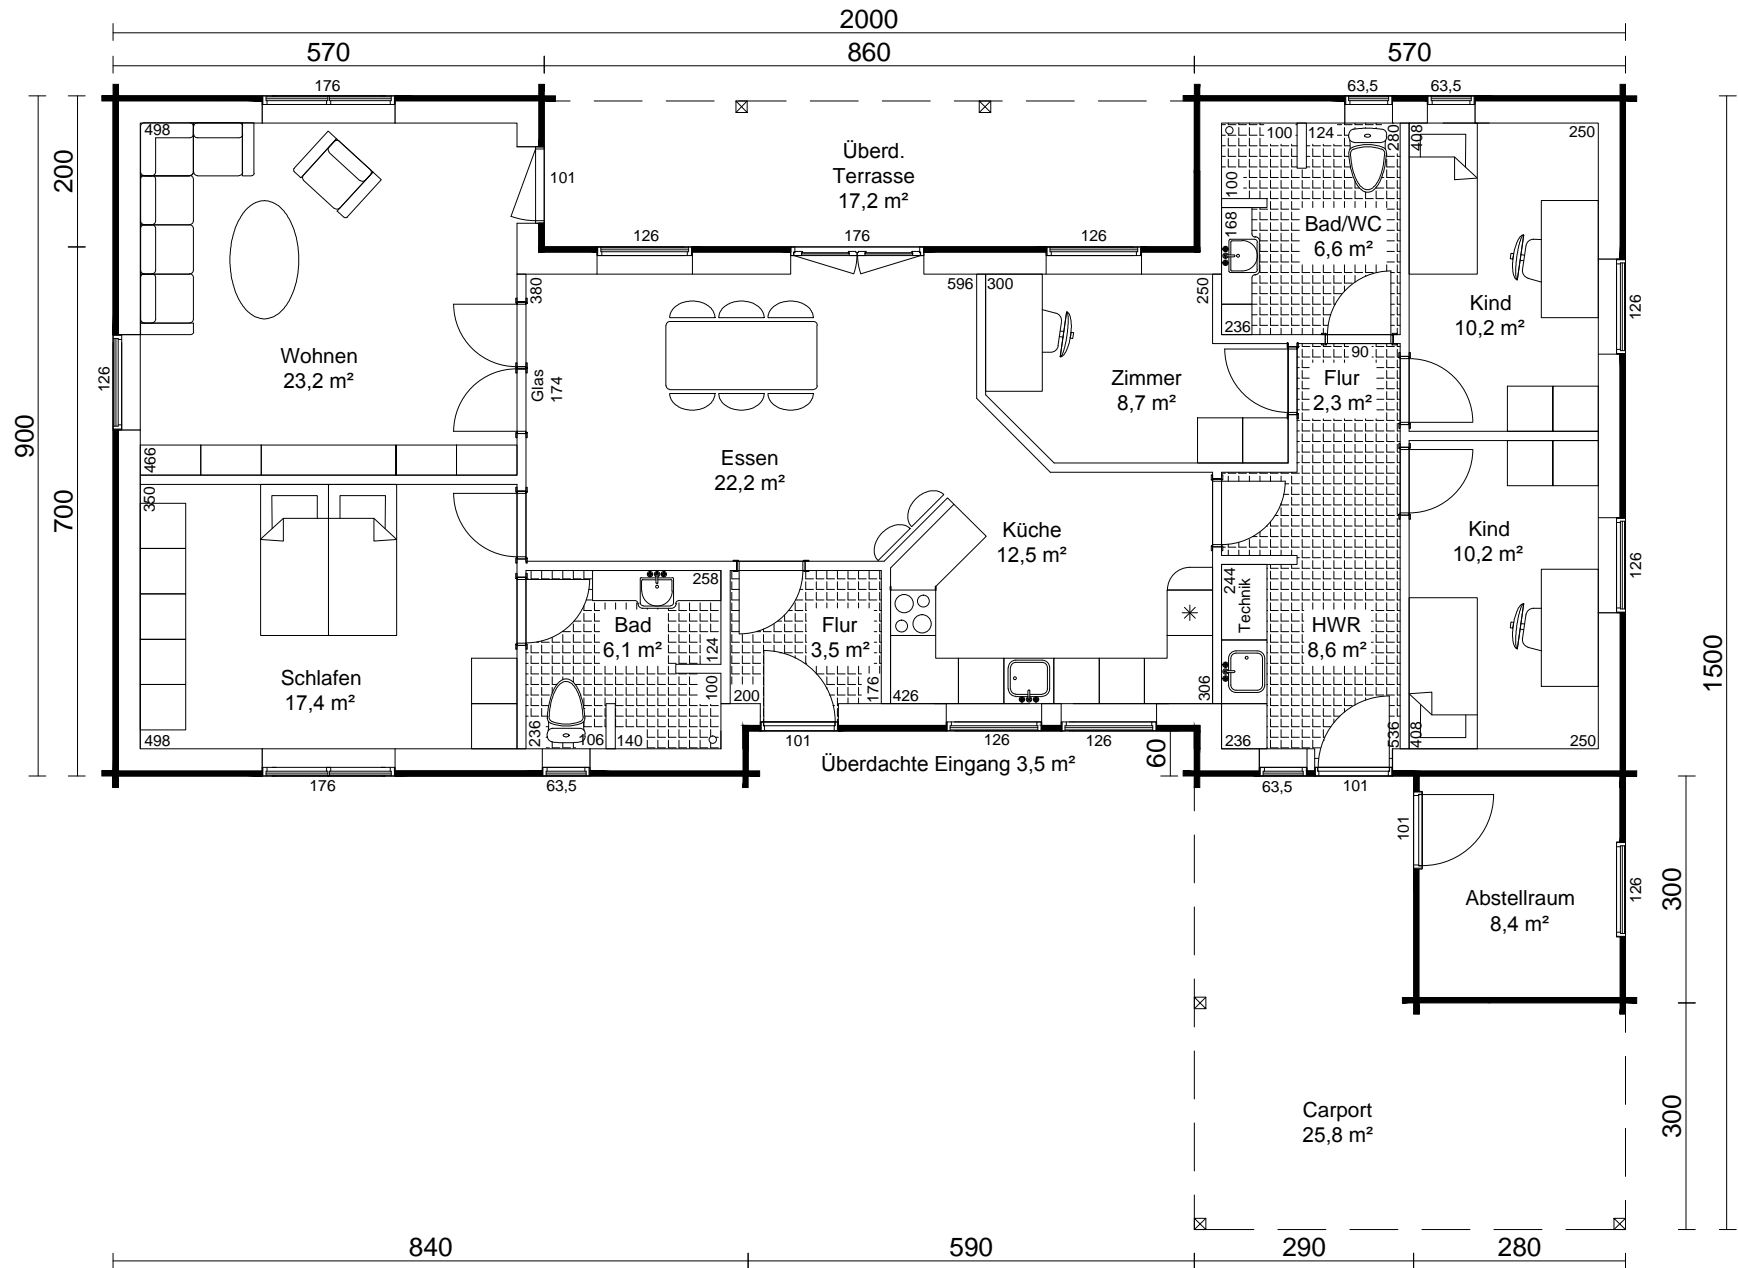 2000
570
860
570
176
63,5
63,5
498
100
124
280
408
250
200
Überd.
Terrasse
17,2 m²
101
100
168
Bad/WC
6,6 m²
126
176
126
380
596
300
250
236
Kind
10,2 m²
126
Wohnen
23,2 m²
126
Glas
174
Zimmer
8,7 m²
90
Flur
2,3 m²
900
466
Essen
22,2 m²
700
350
Küche
12,5 m²
Kind
10,2 m²
126
258
Bad
6,1 m²
124
Flur
3,5 m²
176
244
Technik
HWR
8,6 m²
1500
Schlafen
17,4 m²
100
200
426
306
498
236
106
140
101
126
126
60
236
536
408
250
Überdachte Eingang 3,5 m²
176
63,5
63,5
101
101
Abstellraum
8,4 m²
126
300
Carport
25,8 m²
300
840
590
290
280